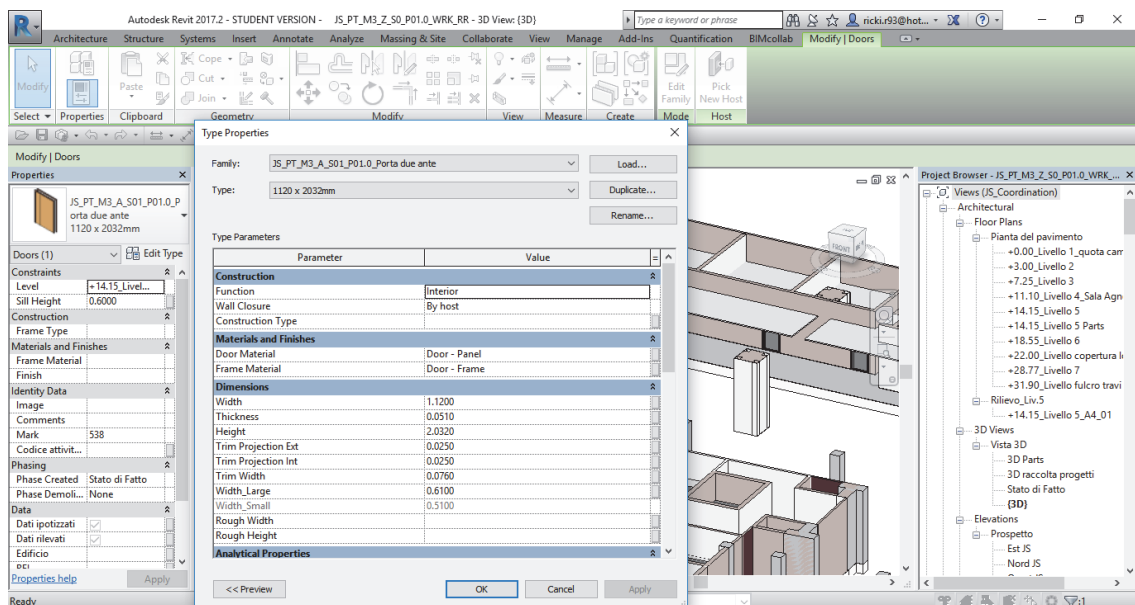 Autodesk Revit 2017.2 - STUDENT VERSION - JS_PT_M3_Z_S0_P01.0_WRK_RR - 3D View: {3D}
Type a keyword or phrase
ricki.r93@hot...
Architecture Structure Systems Insert Annotate Analyze Massing & Site Collaborate View Manage Add-Ins Quantification BIMcollab Modify | Doors
Modify
Paste
Cope
Cut
Join
Edit Family
Pick New Host
Select Properties Clipboard Geometry Modify View Measure Create Mode Host
Modify | Doors
Properties
JS_PT_M3_A_S01_P01.0_P
orta due ante
1120 x 2032mm
Doors (1) Edit Type
Constraints
Level +14.15_Livel...
Sill Height 0.6000
Construction
Frame Type
Materials and Finishes
Frame Material
Finish
Identity Data
Image
Comments
Mark 538
Codice attivit...
Phasing
Phase Created Stato di Fatto
Phase Demoli... None
Data
Dati ipotizzati
Dati rilevati
Edificio
Properties help Apply
Ready
Type Properties
Family: JS_PT_M3_A_S01_P01.0_Porta due ante Load...
Type: 1120 x 2032mm Duplicate...
Rename...
Type Parameters
Parameter Value =
Construction
Function Interior
Wall Closure By host
Construction Type
Materials and Finishes
Door Material Door - Panel
Frame Material Door - Frame
Dimensions
Width 1.1200
Thickness 0.0510
Height 2.0320
Trim Projection Ext 0.0250
Trim Projection Int 0.0250
Trim Width 0.0760
Width_Large 0.6100
Width_Small 0.5100
Rough Width
Rough Height
Analytical Properties
<< Preview OK Cancel Apply
FRONT
Project Browser - JS_PT_M3_Z_S0_P01.0_WRK_...
Views (JS_Coordination)
Architectural
Floor Plans
Pianta del pavimento
+0.00_Livello 1_quota cam
+3.00_Livello 2
+7.25_Livello 3
+11.10_Livello 4_Sala Agn
+14.15_Livello 5
+14.15_Livello 5 Parts
+18.55_Livello 6
+22.00_Livello copertura l
+28.77_Livello 7
+31.90_Livello fulcro travi
Rilievo_Liv.5
+14.15_Livello 5_A4_01
3D Views
Vista 3D
3D Parts
3D raccolta progetti
Stato di Fatto
{3D}
Elevations
Prospetto
Est JS
Nord JS
:1